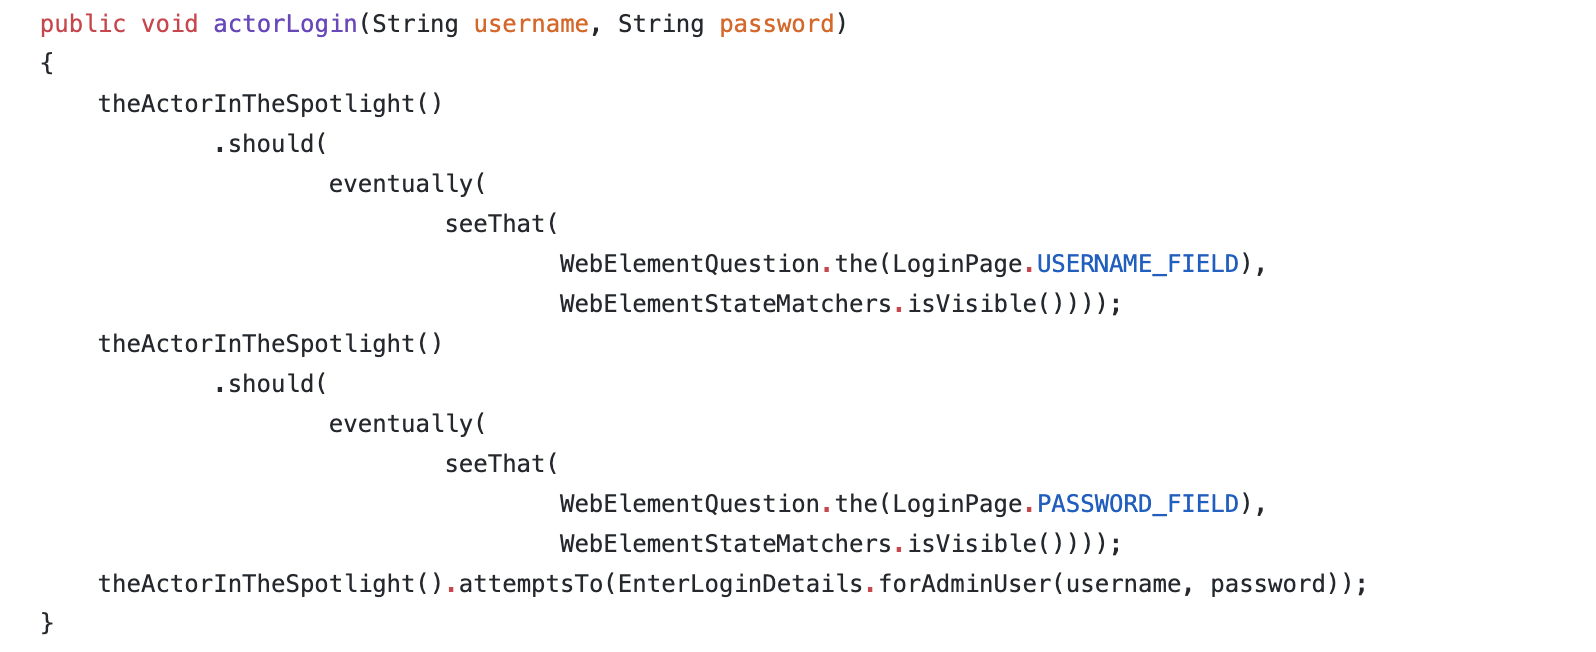 public void actorLogin(String username, String password)
{
    theActorInTheSpotlight()
            .should(
                    eventually(
                            seeThat(
                                    WebElementQuestion.the(LoginPage.USERNAME_FIELD),
                                    WebElementStateMatchers.isVisible())));
    theActorInTheSpotlight()
            .should(
                    eventually(
                            seeThat(
                                    WebElementQuestion.the(LoginPage.PASSWORD_FIELD),
                                    WebElementStateMatchers.isVisible())));
    theActorInTheSpotlight().attemptsTo(EnterLoginDetails.forAdminUser(username, password));
}